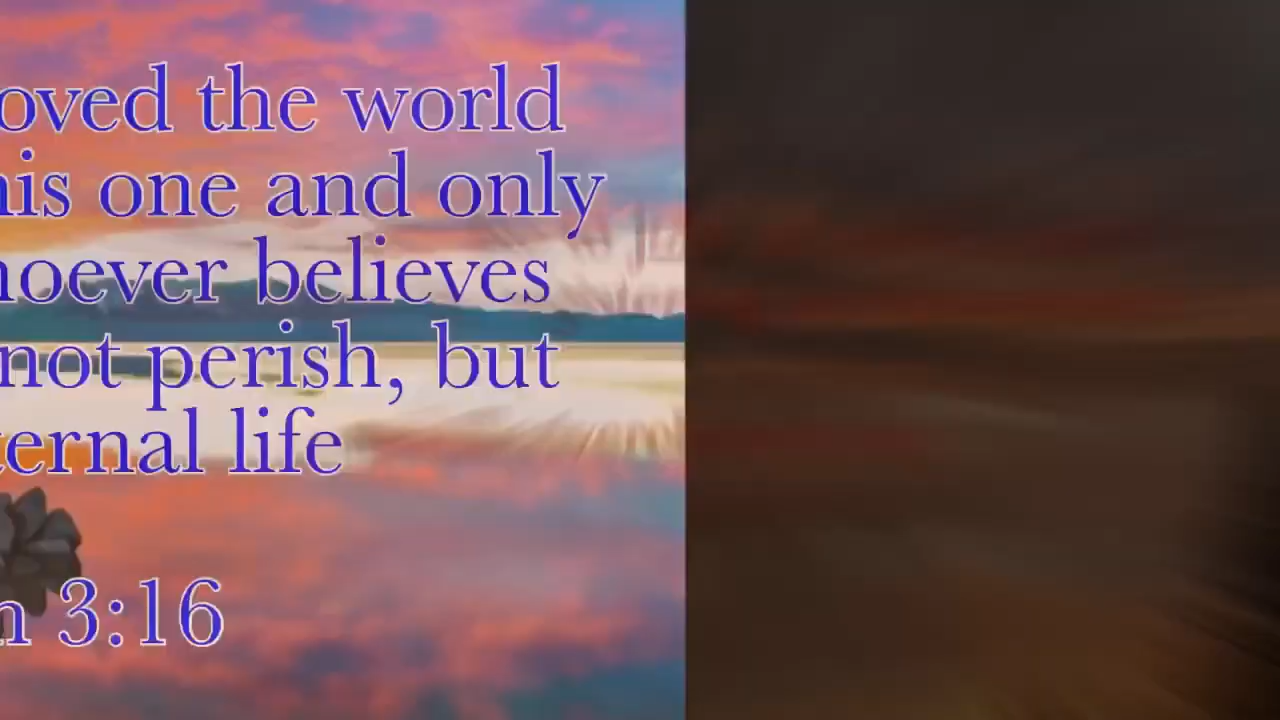 oved the world
his one and only
hoever believes
not perish, but
ternal life
n 3:16